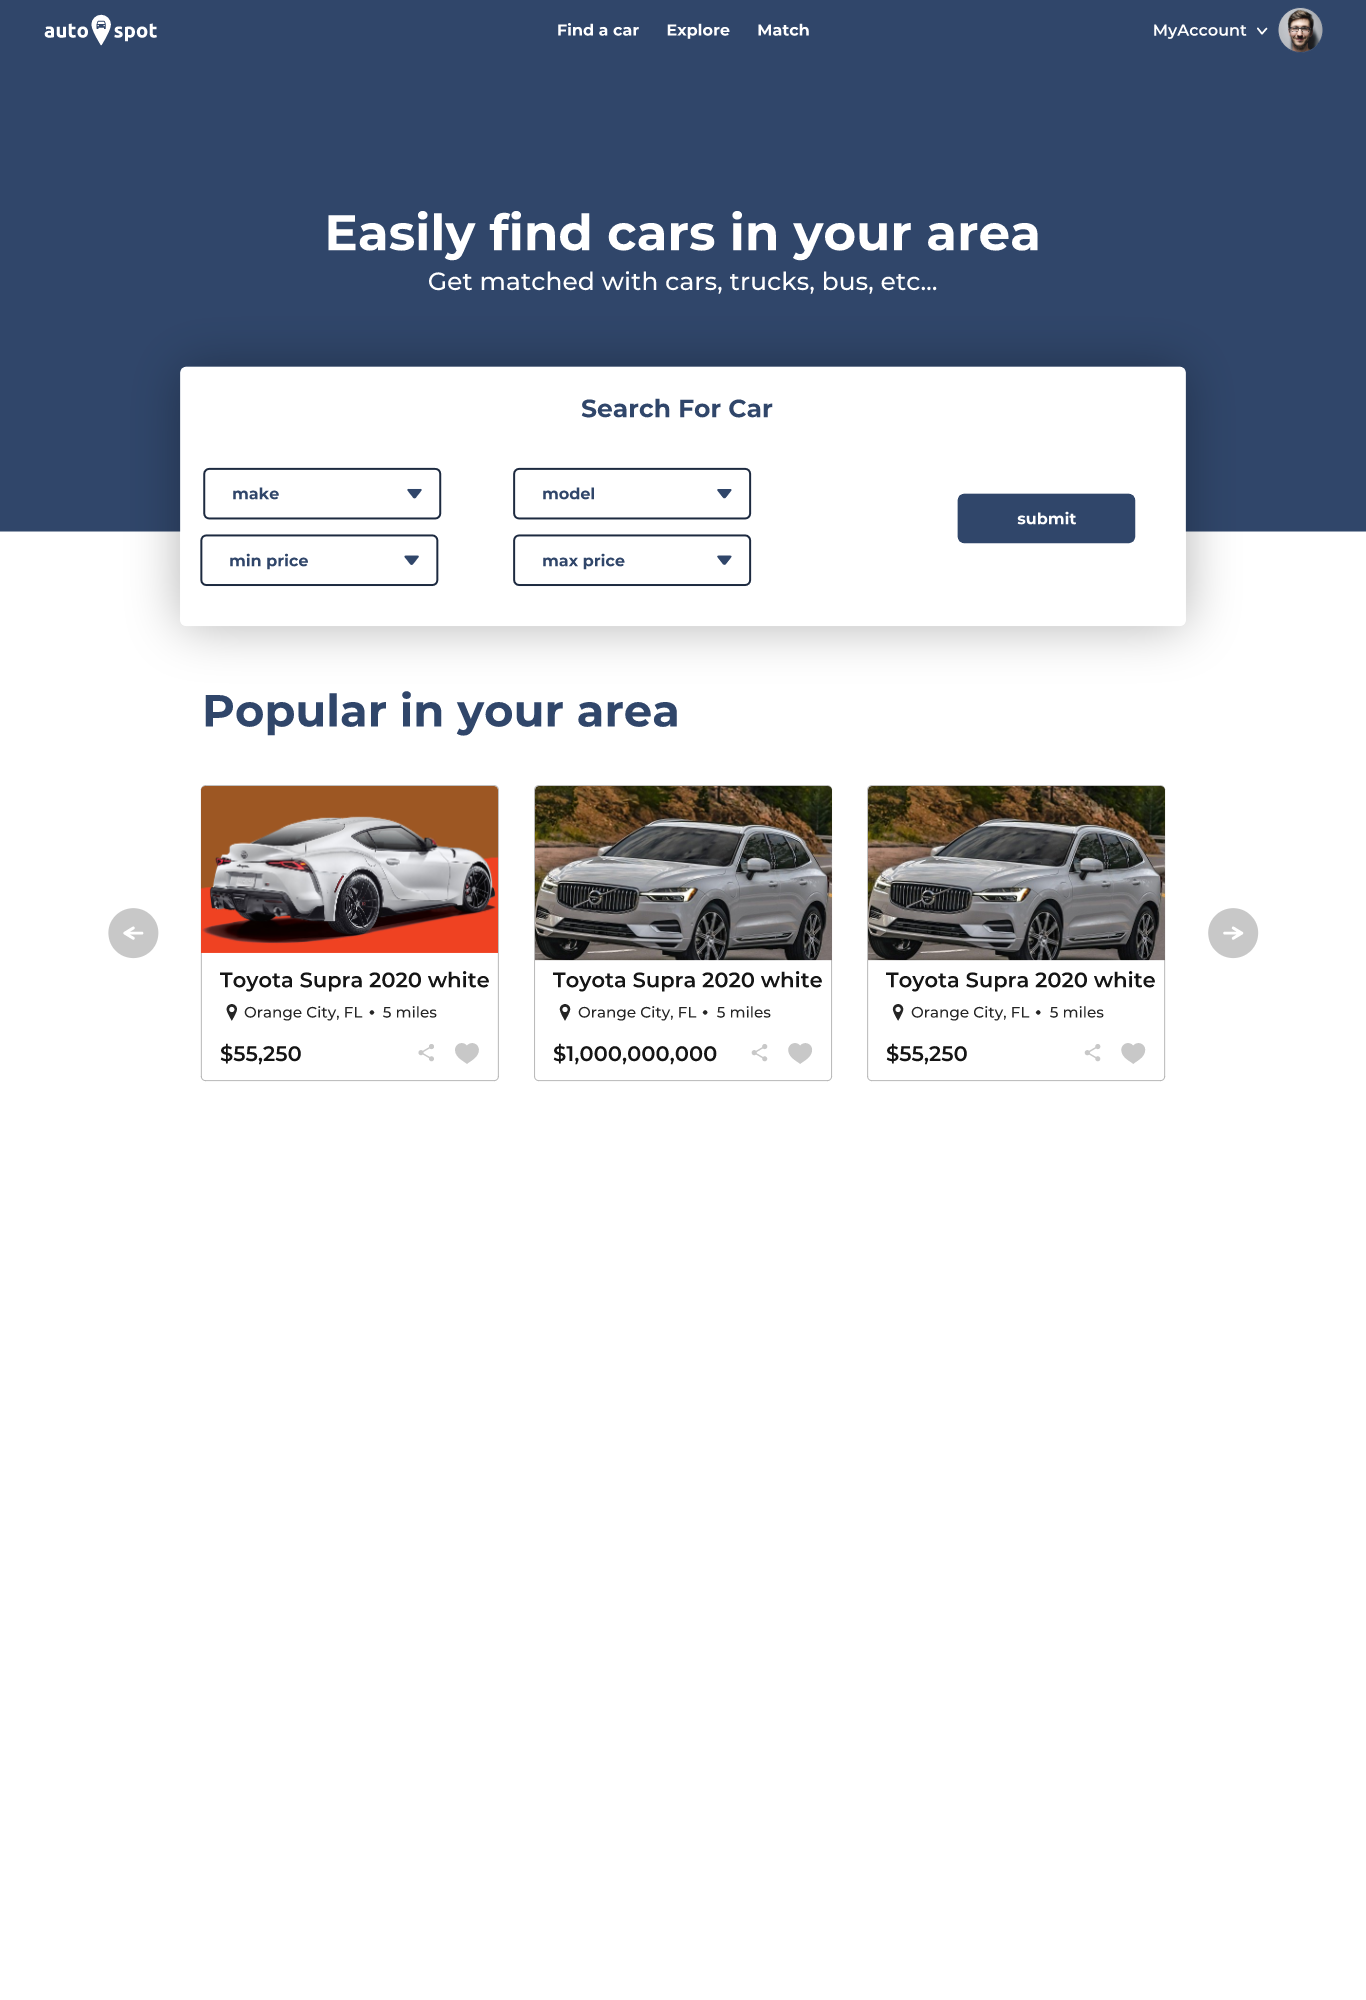 auto spot
Find a car Explore Match
MyAccount
Easily find cars in your area
Get matched with cars, trucks, bus, etc...
Search For Car
make
model
submit
min price
max price
Popular in your area
Toyota Supra 2020 white
Orange City, FL • 5 miles
$55,250
Toyota Supra 2020 white
Orange City, FL • 5 miles
$1,000,000,000
Toyota Supra 2020 white
Orange City, FL • 5 miles
$55,250